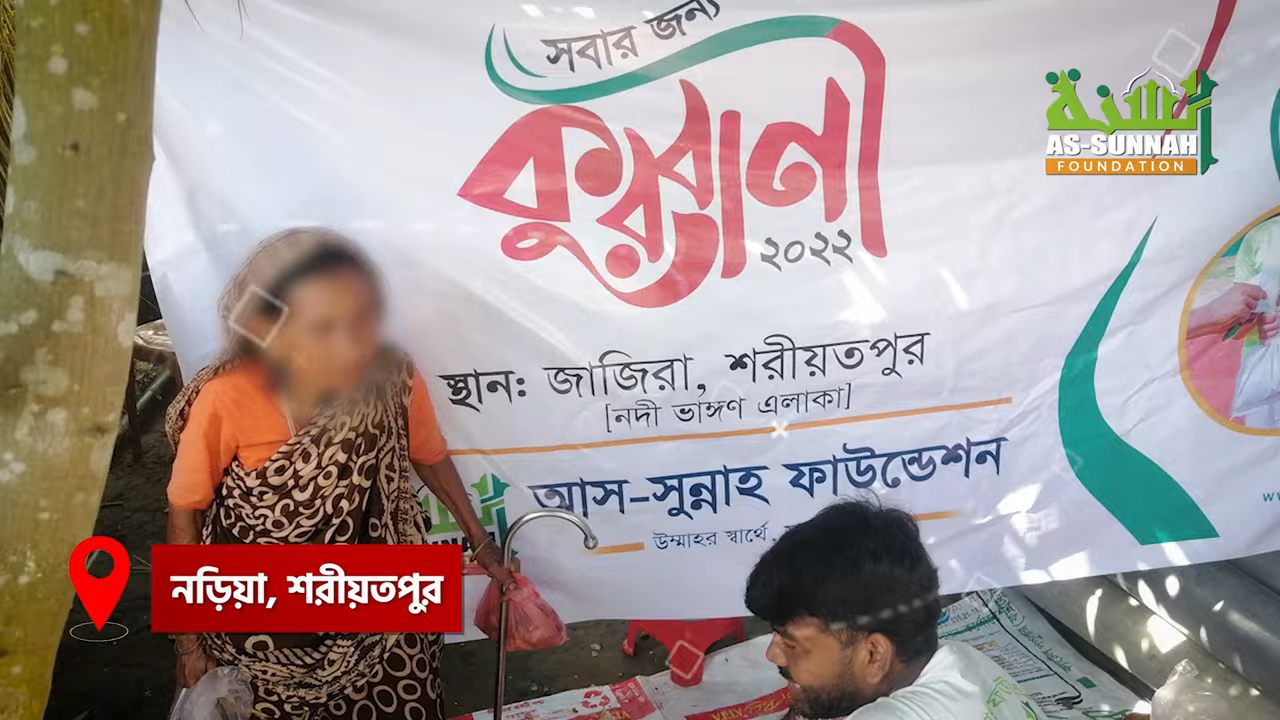 সবার জন্য
কুরবাণী
২০২২
السنة
AS-SUNNAH
FOUNDATION
স্থান: জাজিরা, শরীয়তপুর
[নদী ভাঙ্গণ এলাকা]
আস-সুন্নাহ ফাউন্ডেশন
উম্মাহর স্বার্থে,
নড়িয়া, শরীয়তপুর